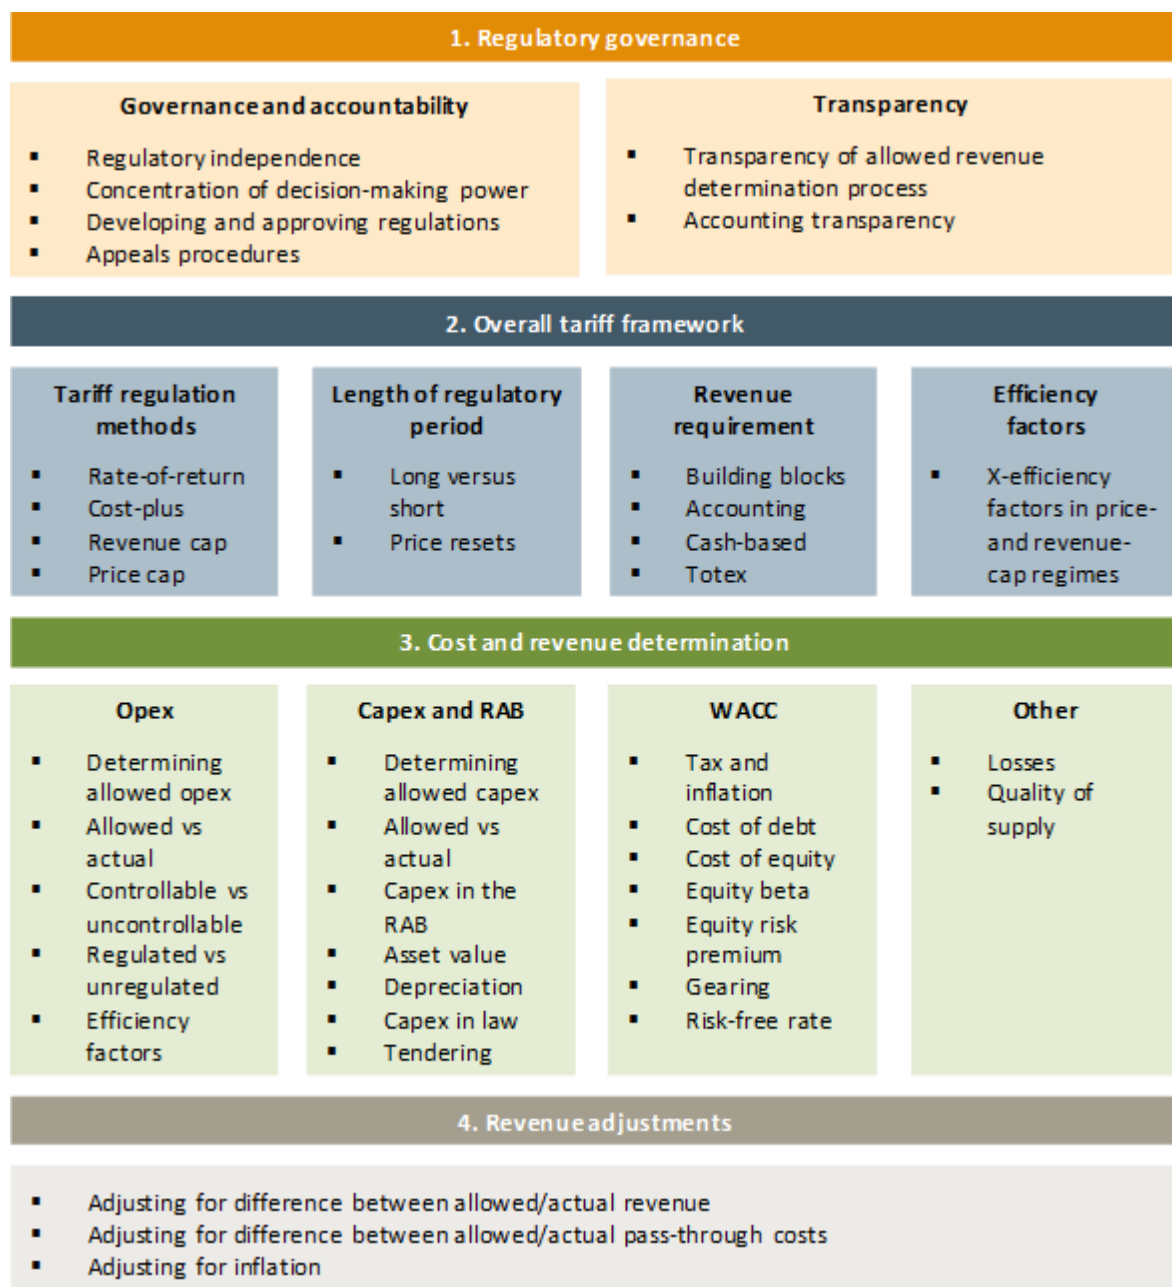 1. Regulatory governance
Governance and accountability
▪ Regulatory independence
▪ Concentration of decision-making power
▪ Developing and approving regulations
▪ Appeals procedures
Transparency
▪ Transparency of allowed revenue
determination process
▪ Accounting transparency
2. Overall tariff framework
Tariff regulation
methods
▪ Rate-of-return
▪ Cost-plus
▪ Revenue cap
▪ Price cap
Length of regulatory
period
▪ Long versus
short
▪ Price resets
Revenue
requirement
▪ Building blocks
▪ Accounting
▪ Cash-based
▪ Totex
Efficiency
factors
▪ X-efficiency
factors in price-
and revenue-
cap regimes
3. Cost and revenue determination
Opex
▪ Determining
allowed opex
▪ Allowed vs
actual
▪ Controllable vs
uncontrollable
▪ Regulated vs
unregulated
▪ Efficiency
factors
Capex and RAB
▪ Determining
allowed capex
▪ Allowed vs
actual
▪ Capex in the
RAB
▪ Asset value
▪ Depreciation
▪ Capex in law
▪ Tendering
WACC
▪ Tax and
inflation
▪ Cost of debt
▪ Cost of equity
▪ Equity beta
▪ Equity risk
premium
▪ Gearing
▪ Risk-free rate
Other
▪ Losses
▪ Quality of
supply
4. Revenue adjustments
▪ Adjusting for difference between allowed/actual revenue
▪ Adjusting for difference between allowed/actual pass-through costs
▪ Adjusting for inflation